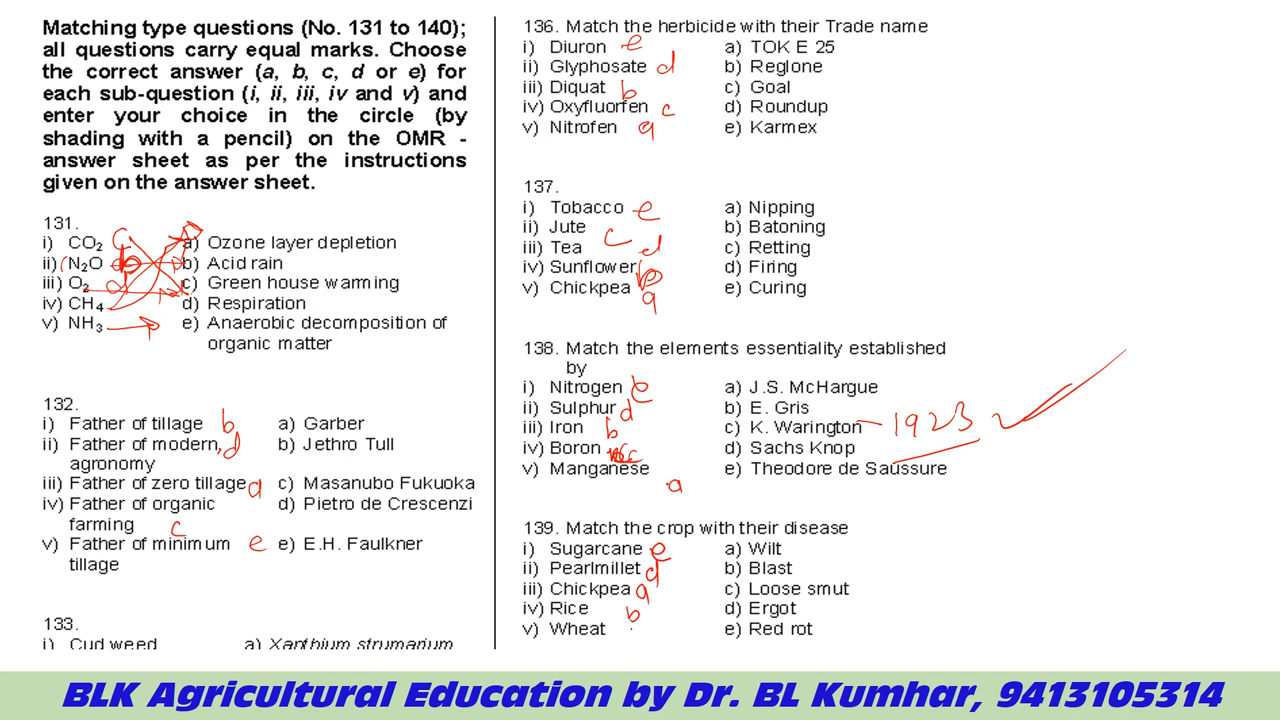 Matching type questions (No. 131 to 140);
all questions carry equal marks. Choose
the correct answer (a, b, c, d or e) for
each sub-question (i, ii, iii, iv and v) and
enter your choice in the circle (by
shading with a pencil) on the OMR -
answer sheet as per the instructions
given on the answer sheet.
131.
i) CO₂ c a) Ozone layer depletion
ii) N₂O b b) Acid rain
iii) O₂ d c) Green house warming
iv) CH₄ d) Respiration
v) NH₃ e) Anaerobic decomposition of
organic matter
132.
i) Father of tillage b a) Garber
ii) Father of modern d b) Jethro Tull
agronomy
iii) Father of zero tillage a c) Masanubo Fukuoka
iv) Father of organic d) Pietro de Crescenzi
farming c
v) Father of minimum e e) E.H. Faulkner
tillage
133.
i) Cud weed a) Xanthium strumarium
136. Match the herbicide with their Trade name
i) Diuron e a) TOK E 25
ii) Glyphosate d b) Reglone
iii) Diquat b c) Goal
iv) Oxyfluorfen c d) Roundup
v) Nitrofen a e) Karmex
137.
i) Tobacco e a) Nipping
ii) Jute c b) Batoning
iii) Tea d c) Retting
iv) Sunflower b d) Firing
v) Chickpea a e) Curing
138. Match the elements essentiality established
by
i) Nitrogen e a) J.S. McHargue
ii) Sulphur d b) E. Gris
iii) Iron b c) K. Warington – 1923
iv) Boron c d) Sachs Knop
v) Manganese a e) Theodore de Saussure
139. Match the crop with their disease
i) Sugarcane e a) Wilt
ii) Pearlmillet d b) Blast
iii) Chickpea a c) Loose smut
iv) Rice b d) Ergot
v) Wheat e) Red rot
BLK Agricultural Education by Dr. BL Kumhar, 9413105314